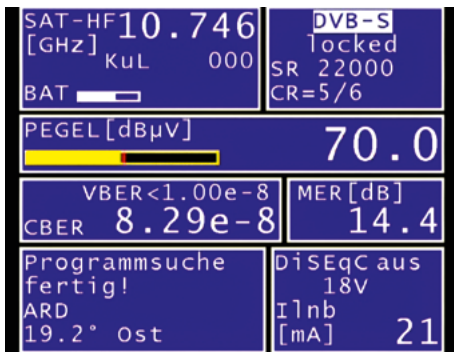 SAT-HF 10.746
[GHz]
KuL 000
BAT
DVB-S
locked
SR 22000
CR=5/6
PEGEL[dBµV]
70.0
VBER<1.00e-8
CBER 8.29e-8
MER[dB]
14.4
Programmsuche
fertig!
ARD
19.2° Ost
DiSEqC aus
18V
Ilnb
[mA] 21